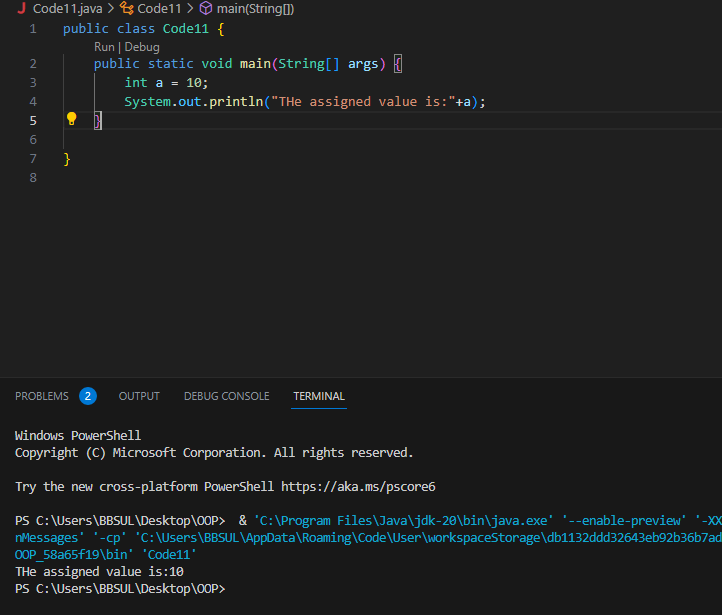 J Code11.java > Code11 > main(String[])
1 public class Code11 {
Run | Debug
2 public static void main(String[] args) {
3 int a = 10;
4 System.out.println("THe assigned value is:"+a);
5 }
6
7 }
8
PROBLEMS 2 OUTPUT DEBUG CONSOLE TERMINAL
Windows PowerShell
Copyright (C) Microsoft Corporation. All rights reserved.
Try the new cross-platform PowerShell https://aka.ms/pscore6
PS C:\Users\BBSUL\Desktop\OOP> & 'C:\Program Files\Java\jdk-20\bin\java.exe' '--enable-preview' '-XX
nMessages' '-cp' 'C:\Users\BBSUL\AppData\Roaming\Code\User\workspaceStorage\db1132ddd32643eb92b36b7ad
OOP_58a65f19\bin' 'Code11'
THe assigned value is:10
PS C:\Users\BBSUL\Desktop\OOP>